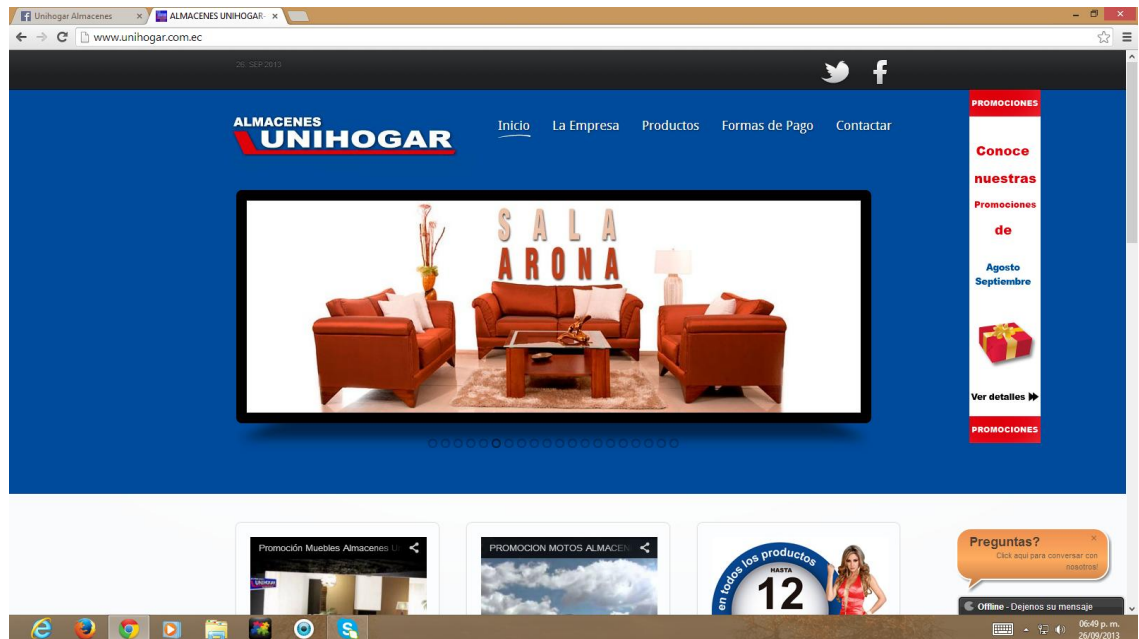 Unihogar Almacenes
ALMACENES UNIHOGAR-
www.unihogar.com.ec
26 SEP 2013
ALMACENES
UNIHOGAR
Inicio La Empresa Productos Formas de Pago Contactar
SALA
ARONA
PROMOCIONES
Conoce
nuestras
Promociones
de
Agosto
Septiembre
Ver detalles
PROMOCIONES
Promoción Muebles Almacenes U
PROMOCION MOTOS ALMACEN
en todos los productos
HASTA
12
Preguntas?
Click aqui para conversar con
nosotros!
Offline - Dejenos su mensaje
06:49 p. m.
26/09/2013